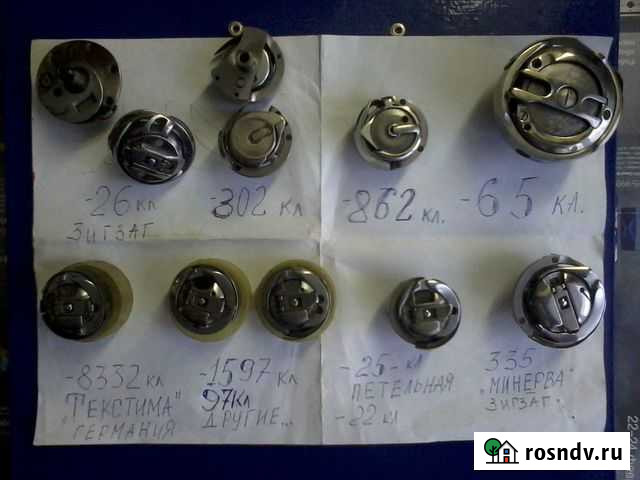 -26 кл
ЗИГЗАГ
-302 кл
-862 кл.
-65 кл.
-8332 кл
"ТЕКСТИМА"
ГЕРМАНИЯ
-1597 кл
97кл
ДРУГИЕ...
-25- кл
ПЕТЕЛЬНАЯ
-22 кл
335
"МИНЕРВА"
ЗИГЗАГ.
rosndv.ru